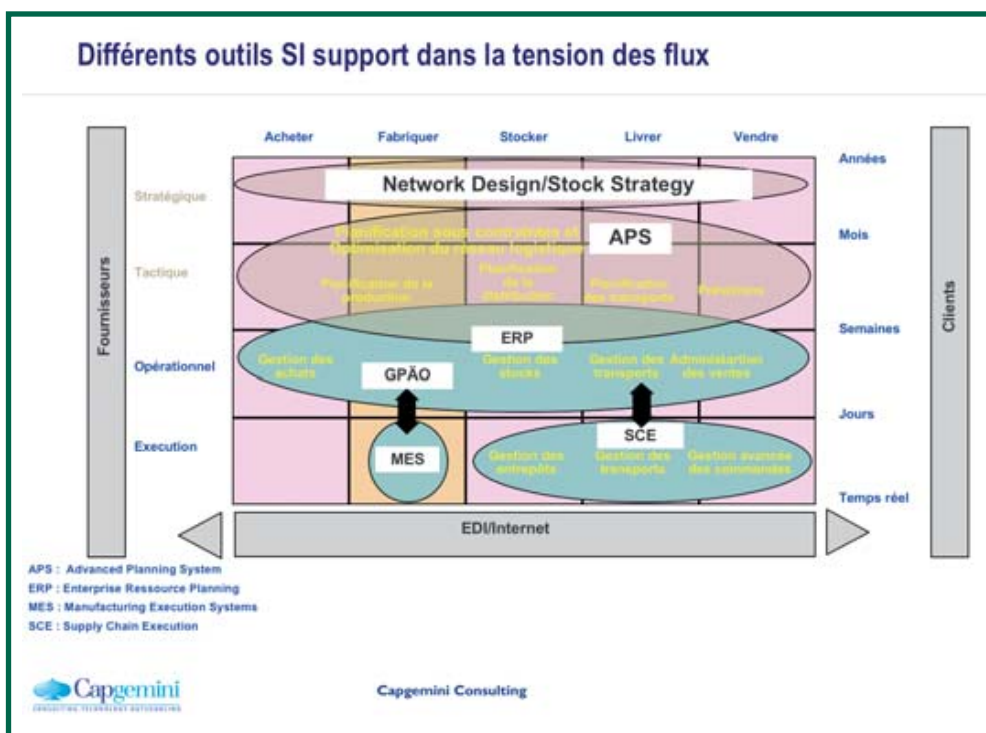 Différents outils SI support dans la tension des flux
Acheter
Fabriquer
Stocker
Livrer
Vendre
Années
Network Design/Stock Strategy
Stratégique
Planification sous contraintes et
Optimisation du réseau logistique
APS
Mois
Tactique
Planification de la
production
Planification
de la
distribution
Planification
des transports
Prévisions
Semaines
ERP
Opérationnel
Gestion des
achats
GPÄO
Gestion des
stocks
Gestion des
transports
Administartion
des ventes
Jours
Execution
MES
SCE
Gestion des
entrepôts
Gestion des
transports
Gestion avancée
des commandes
Temps réel
Fournisseurs
Clients
EDI/Internet
APS : Advanced Planning System
ERP : Enterprise Ressource Planning
MES : Manufacturing Execution Systems
SCE : Supply Chain Execution
Capgemini
CONSULTING.TECHNOLOGY.OUTSOURCING
Capgemini Consulting